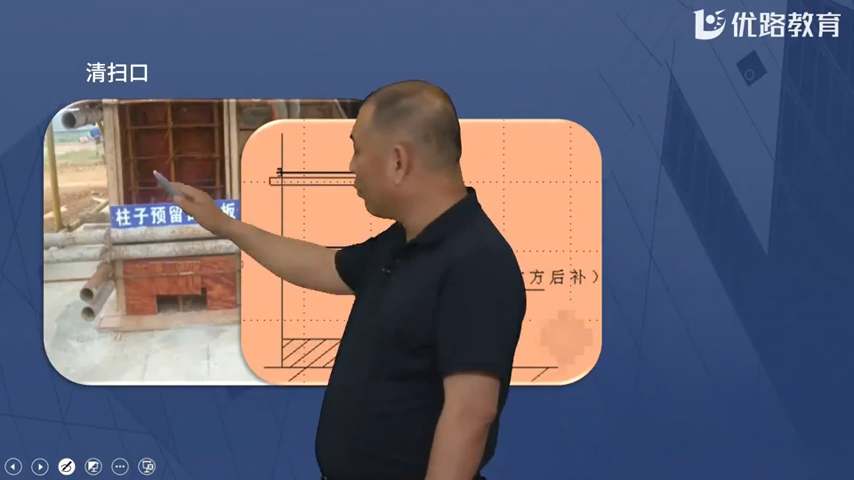 优路教育
清扫口
柱子预留
板
方后补）